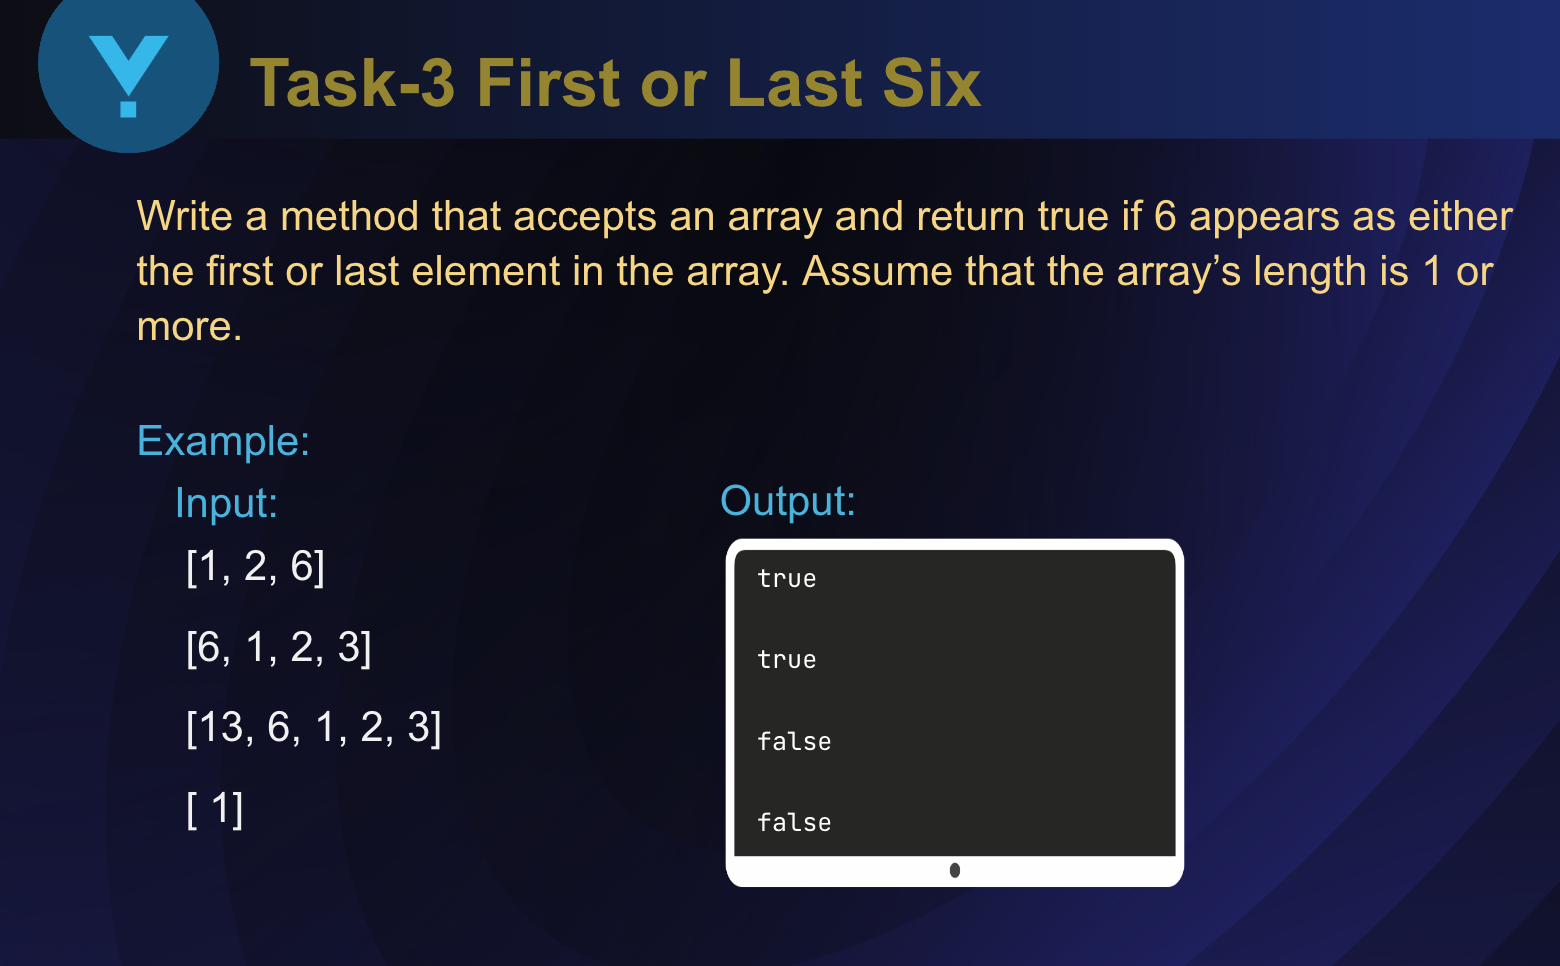 Y
Task-3 First or Last Six
Write a method that accepts an array and return true if 6 appears as either
the first or last element in the array. Assume that the array’s length is 1 or
more.
Example:
Input:
[1, 2, 6]
[6, 1, 2, 3]
[13, 6, 1, 2, 3]
[ 1]
Output:
true
true
false
false